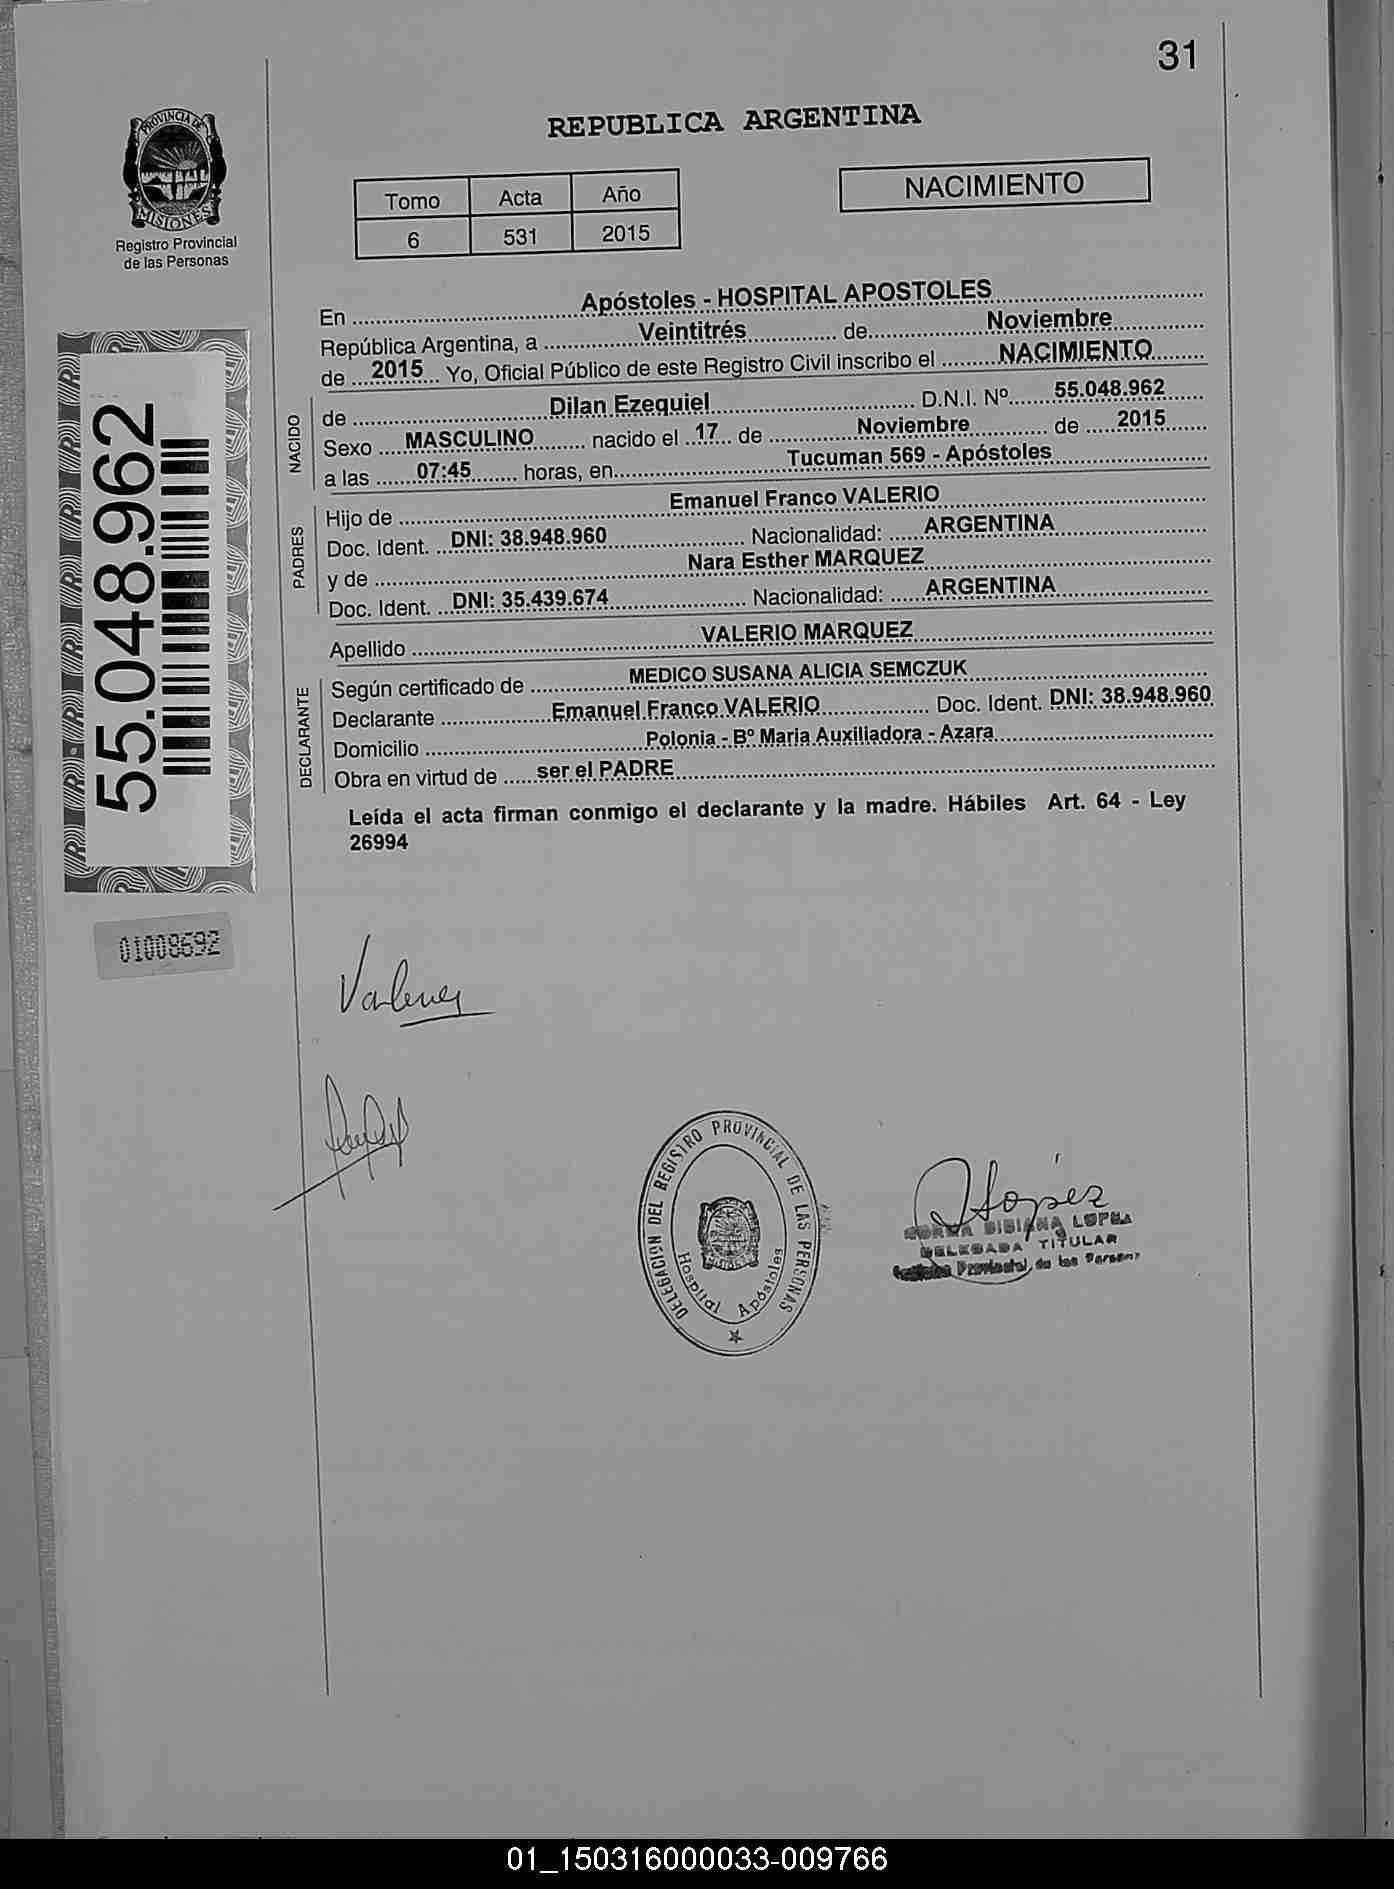 31
PROVINCIA DE
MISIONES
Registro Provincial
de las Personas
REPUBLICA ARGENTINA
Tomo Acta Año
6 531 2015
NACIMIENTO
En Apóstoles - HOSPITAL APOSTOLES
República Argentina, a Veintitrés de Noviembre
de 2015 Yo, Oficial Público de este Registro Civil inscribo el NACIMIENTO
NACIDO
de Dilan Ezequiel D.N.I. Nº 55.048.962
Sexo MASCULINO nacido el 17 de Noviembre de 2015
a las 07:45 horas, en Tucuman 569 - Apóstoles
PADRES
Hijo de Emanuel Franco VALERIO
Doc. Ident. DNI: 38.948.960 Nacionalidad: ARGENTINA
y de Nara Esther MARQUEZ
Doc. Ident. DNI: 35.439.674 Nacionalidad: ARGENTINA
Apellido VALERIO MARQUEZ
DECLARANTE
Según certificado de MEDICO SUSANA ALICIA SEMCZUK
Declarante Emanuel Franco VALERIO Doc. Ident. DNI: 38.948.960
Domicilio Polonia - Bº Maria Auxiliadora - Azara
Obra en virtud de ser el PADRE
Leída el acta firman conmigo el declarante y la madre. Hábiles Art. 64 - Ley
26994
55.048.962
01008692
DELEGACION DEL REGISTRO PROVINCIAL DE LAS PERSONAS
Hospital Apóstoles
López
BIBIANA LOPEZ
DELEGADA TITULAR
Provincial de las Personas
01_150316000033-009766